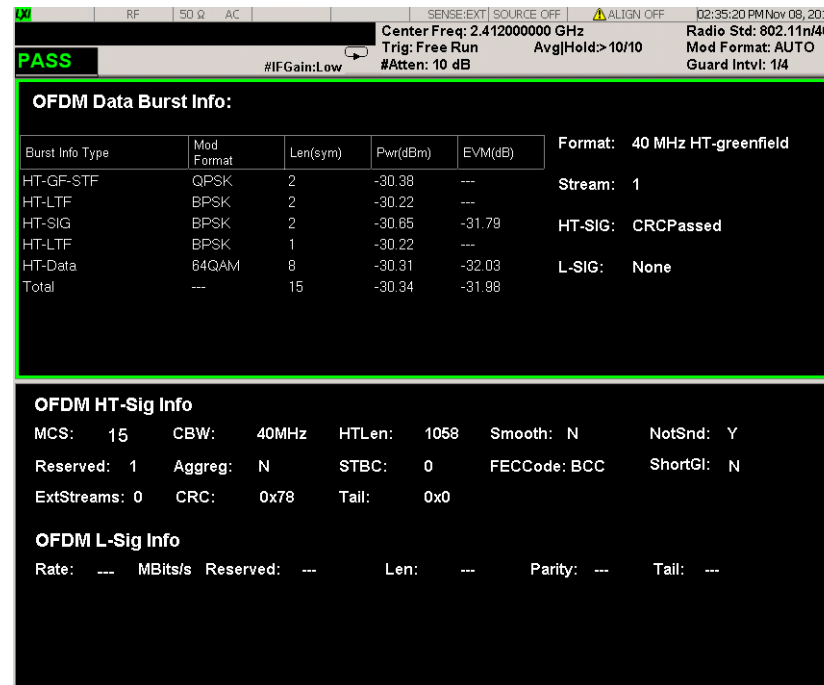 LXI RF 50 Ω AC SENSE:EXT SOURCE OFF ALIGN OFF 02:35:20 PM Nov 08, 20
Center Freq: 2.412000000 GHz Radio Std: 802.11n/4
Trig: Free Run Avg|Hold:>10/10 Mod Format: AUTO
PASS #IFGain:Low #Atten: 10 dB Guard Intvl: 1/4
OFDM Data Burst Info:
Burst Info Type Mod Format Len(sym) Pwr(dBm) EVM(dB) Format: 40 MHz HT-greenfield
HT-GF-STF QPSK 2 -30.38 --- Stream: 1
HT-LTF BPSK 2 -30.22 ---
HT-SIG BPSK 2 -30.65 -31.79 HT-SIG: CRCPassed
HT-LTF BPSK 1 -30.22 ---
HT-Data 64QAM 8 -30.31 -32.03 L-SIG: None
Total --- 15 -30.34 -31.98
OFDM HT-Sig Info
MCS: 15 CBW: 40MHz HTLen: 1058 Smooth: N NotSnd: Y
Reserved: 1 Aggreg: N STBC: 0 FECCode: BCC ShortGI: N
ExtStreams: 0 CRC: 0x78 Tail: 0x0
OFDM L-Sig Info
Rate: --- MBits/s Reserved: --- Len: --- Parity: --- Tail: ---